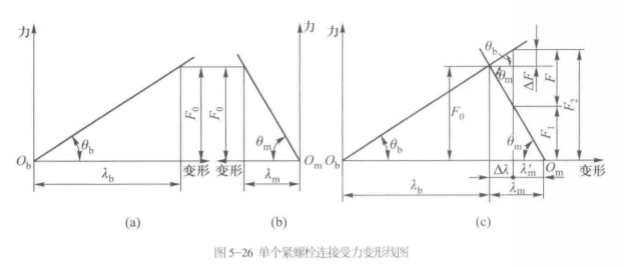 力
F₀
F₀
θb
θm
Ob
变形
变形
Om
λb
λm
(a)
(b)
力
θb
θm
ΔF
F
F₂
F₀
F₁
θb
θm
Ob
Om
变形
Δλ
λ′m
λb
λm
(c)
图 5-26 单个紧螺栓连接受力变形线图